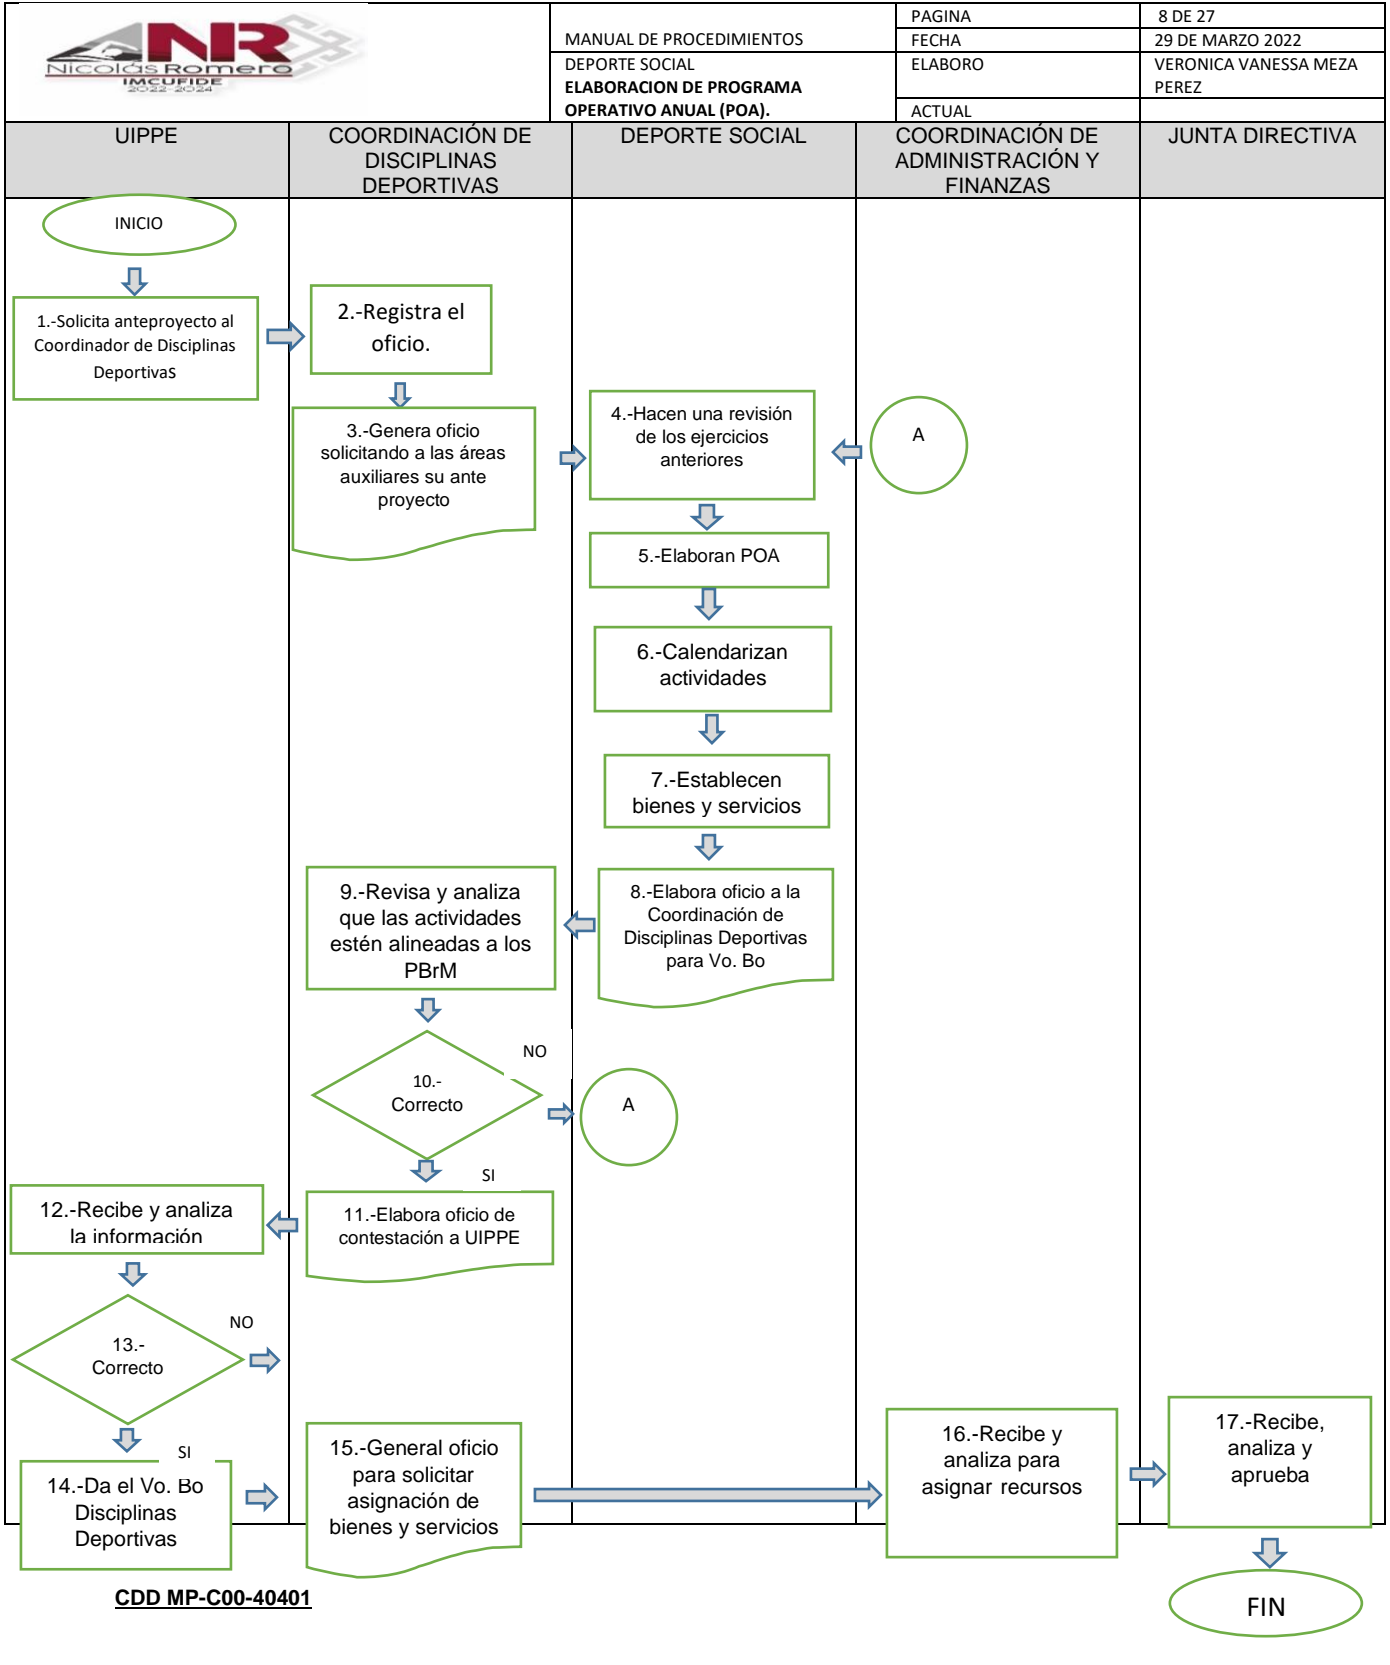 NR
Nicolás Romero
IMCUFIDE
2022-2024
MANUAL DE PROCEDIMIENTOS
DEPORTE SOCIAL
ELABORACION DE PROGRAMA
OPERATIVO ANUAL (POA).
PAGINA
8 DE 27
FECHA
29 DE MARZO 2022
ELABORO
VERONICA VANESSA MEZA
PEREZ
ACTUAL
UIPPE
COORDINACIÓN DE
DISCIPLINAS
DEPORTIVAS
DEPORTE SOCIAL
COORDINACIÓN DE
ADMINISTRACIÓN Y
FINANZAS
JUNTA DIRECTIVA
INICIO
1.-Solicita anteproyecto al
Coordinador de Disciplinas
Deportivas
2.-Registra el
oficio.
3.-Genera oficio
solicitando a las áreas
auxiliares su ante
proyecto
4.-Hacen una revisión
de los ejercicios
anteriores
A
5.-Elaboran POA
6.-Calendarizan
actividades
7.-Establecen
bienes y servicios
8.-Elabora oficio a la
Coordinación de
Disciplinas Deportivas
para Vo. Bo
9.-Revisa y analiza
que las actividades
estén alineadas a los
PBrM
10.-
Correcto
NO
A
SI
11.-Elabora oficio de
contestación a UIPPE
12.-Recibe y analiza
la información
13.-
Correcto
NO
SI
14.-Da el Vo. Bo
Disciplinas
Deportivas
15.-General oficio
para solicitar
asignación de
bienes y servicios
16.-Recibe y
analiza para
asignar recursos
17.-Recibe,
analiza y
aprueba
FIN
CDD MP-C00-40401